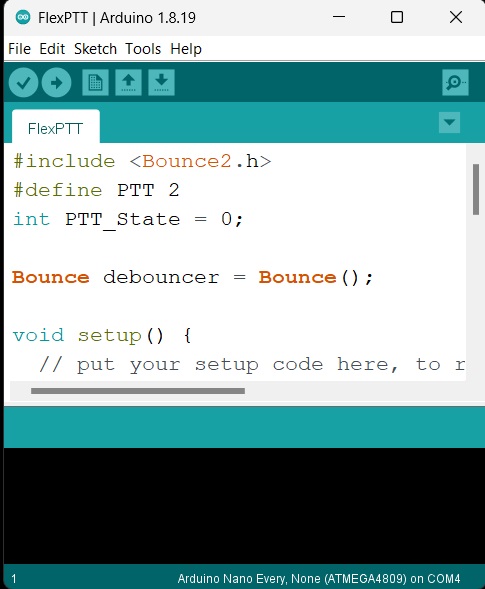 FlexPTT | Arduino 1.8.19
File Edit Sketch Tools Help
FlexPTT
#include <Bounce2.h>
#define PTT 2
int PTT_State = 0;
Bounce debouncer = Bounce();
void setup() {
// put your setup code here, to r
1
Arduino Nano Every, None (ATMEGA4809) on COM4